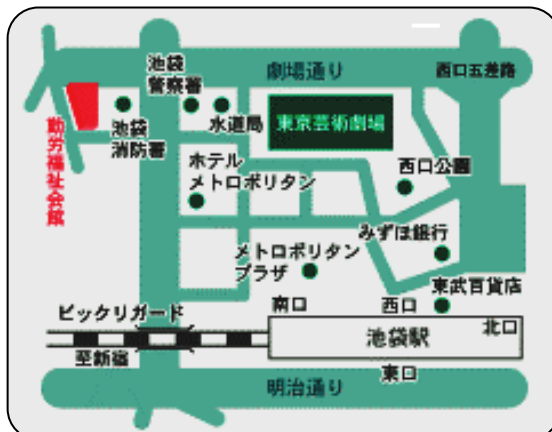 池袋
警察署
劇場通り
西口五差路
池袋
消防署
水道局
東京芸術劇場
勤労福祉会館
ホテル
メトロポリタン
西口公園
みずほ銀行
メトロポリタン
プラザ
東武百貨店
ビックリガード
南口
西口
北口
池袋駅
至新宿
東口
明治通り